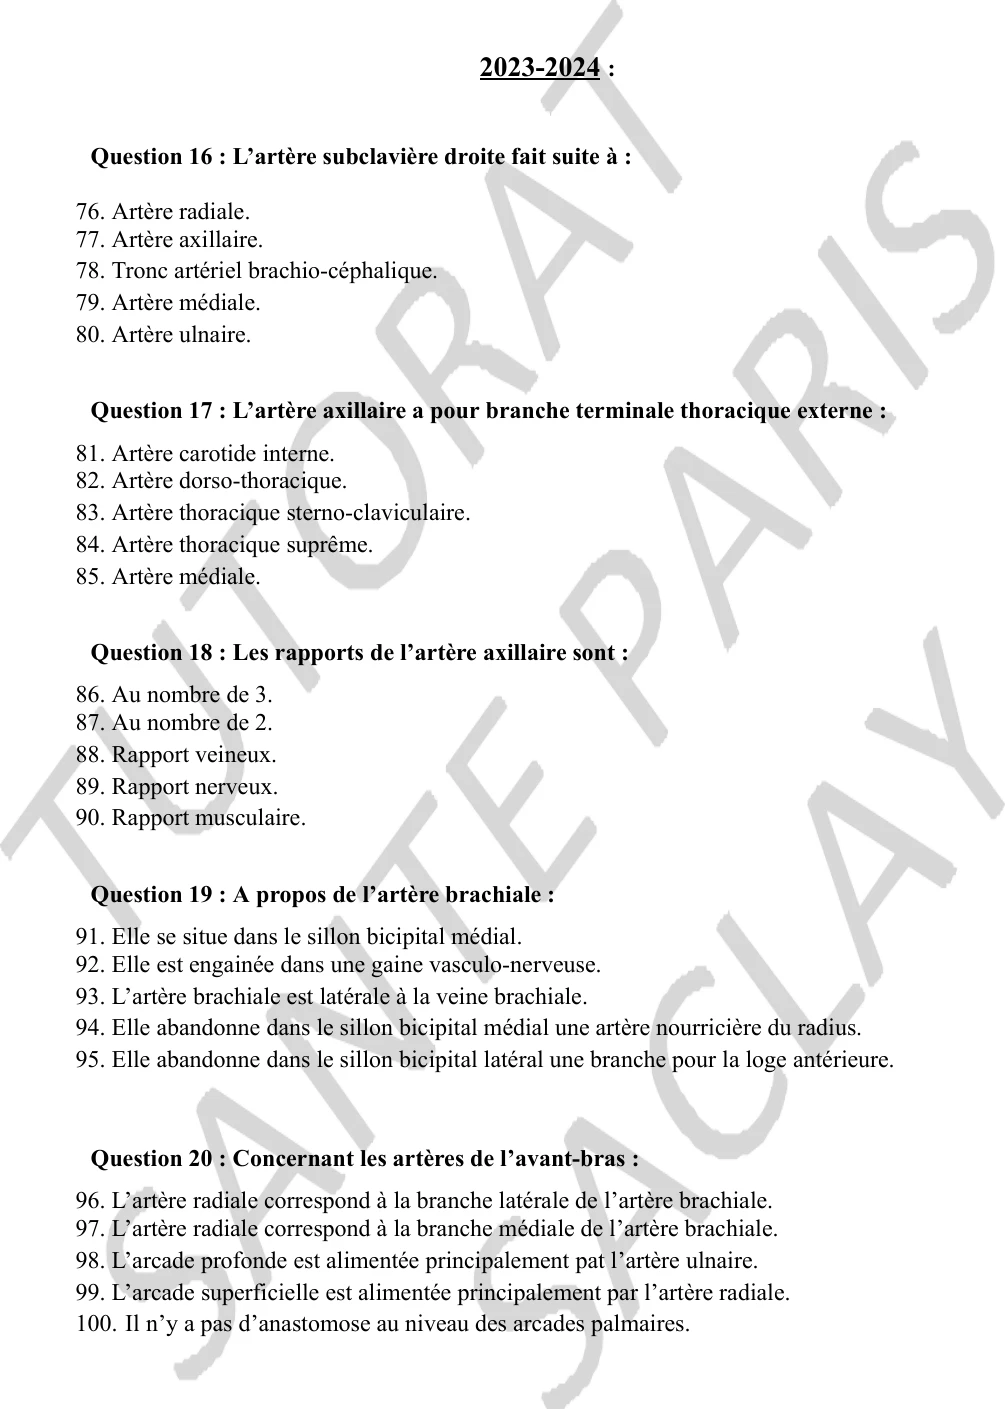 2023-2024 :
Question 16 : L’artère subclavière droite fait suite à :
76. Artère radiale.
77. Artère axillaire.
78. Tronc artériel brachio-céphalique.
79. Artère médiale.
80. Artère ulnaire.
Question 17 : L’artère axillaire a pour branche terminale thoracique externe :
81. Artère carotide interne.
82. Artère dorso-thoracique.
83. Artère thoracique sterno-claviculaire.
84. Artère thoracique suprême.
85. Artère médiale.
Question 18 : Les rapports de l’artère axillaire sont :
86. Au nombre de 3.
87. Au nombre de 2.
88. Rapport veineux.
89. Rapport nerveux.
90. Rapport musculaire.
Question 19 : A propos de l’artère brachiale :
91. Elle se situe dans le sillon bicipital médial.
92. Elle est engainée dans une gaine vasculo-nerveuse.
93. L’artère brachiale est latérale à la veine brachiale.
94. Elle abandonne dans le sillon bicipital médial une artère nourricière du radius.
95. Elle abandonne dans le sillon bicipital latéral une branche pour la loge antérieure.
Question 20 : Concernant les artères de l’avant-bras :
96. L’artère radiale correspond à la branche latérale de l’artère brachiale.
97. L’artère radiale correspond à la branche médiale de l’artère brachiale.
98. L’arcade profonde est alimentée principalement pat l’artère ulnaire.
99. L’arcade superficielle est alimentée principalement par l’artère radiale.
100. Il n’y a pas d’anastomose au niveau des arcades palmaires.
TUTORAT
SANTE PARIS
SACLAY